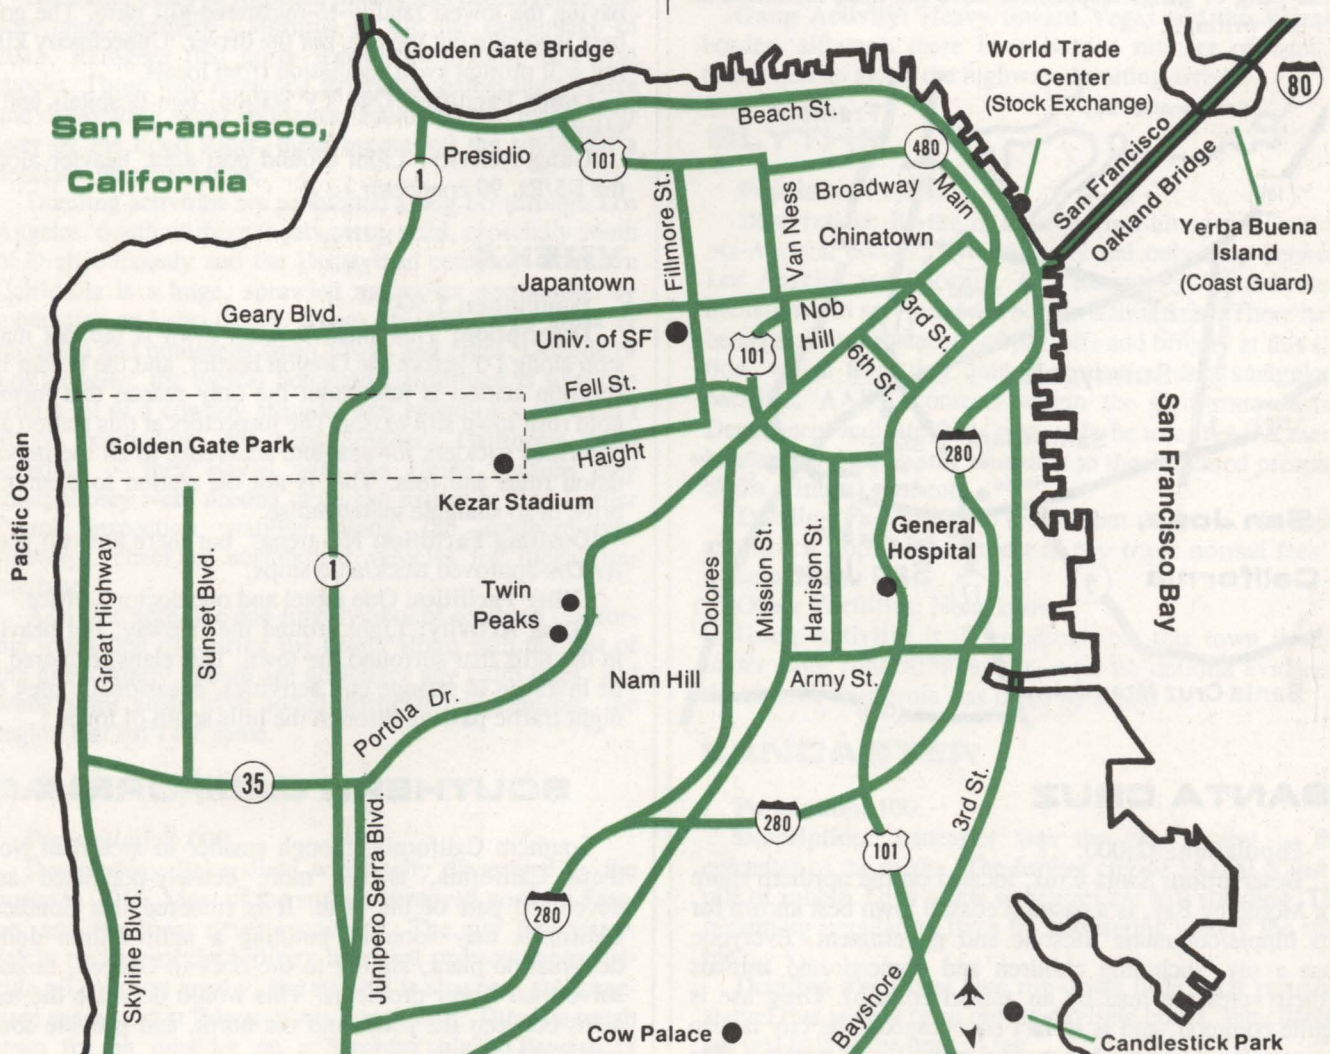 Golden Gate Bridge
World Trade
Center
(Stock Exchange)
80
San Francisco,
California
Beach St.
Presidio
101
1
480
Broadway
Main
San Francisco
Oakland Bridge
Fillmore St.
Van Ness
Chinatown
Yerba Buena
Island
(Coast Guard)
Japantown
Geary Blvd.
Nob
Hill
3rd St.
Univ. of SF
101
6th St.
Fell St.
Haight
Golden Gate Park
280
Kezar Stadium
Pacific Ocean
San Francisco Bay
General
Hospital
1
Great Highway
Sunset Blvd.
Twin
Peaks
Dolores
Mission St.
Harrison St.
Nam Hill
Army St.
Portola Dr.
35
280
3rd St.
101
Junipero Serra Blvd.
280
Skyline Blvd.
Bayshore
Cow Palace
Candlestick Park